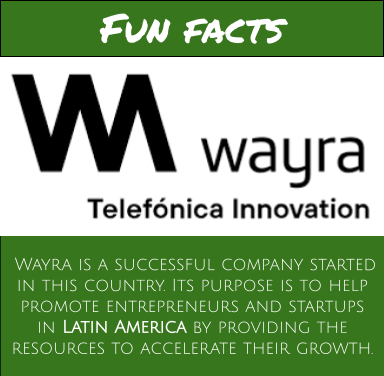 Fun facts
WA wayra
Telefónica Innovation
Wayra is a successful company started
in this country. Its purpose is to help
promote entrepreneurs and startups
in Latin America by providing the
resources to accelerate their growth.